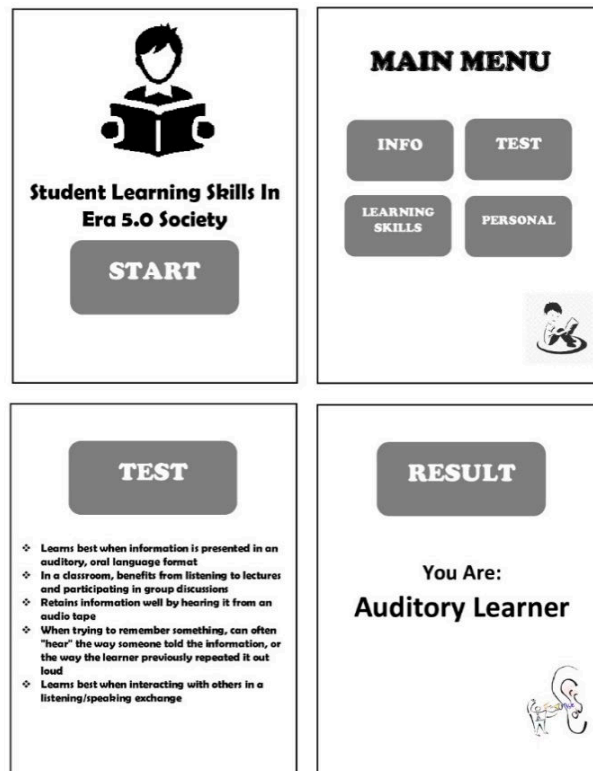 Student Learning Skills In
Era 5.0 Society
START
MAIN MENU
INFO
TEST
LEARNING
SKILLS
PERSONAL
TEST
❖ Learns best when information is presented in an
auditory, oral language format
❖ In a classroom, benefits from listening to lectures
and participating in group discussions
❖ Retains information well by hearing it from an
audio tape
❖ When trying to remember something, can often
"hear" the way someone told the information, or
the way the learner previously repeated it out
loud
❖ Learns best when interacting with others in a
listening/speaking exchange
RESULT
You Are:
Auditory Learner